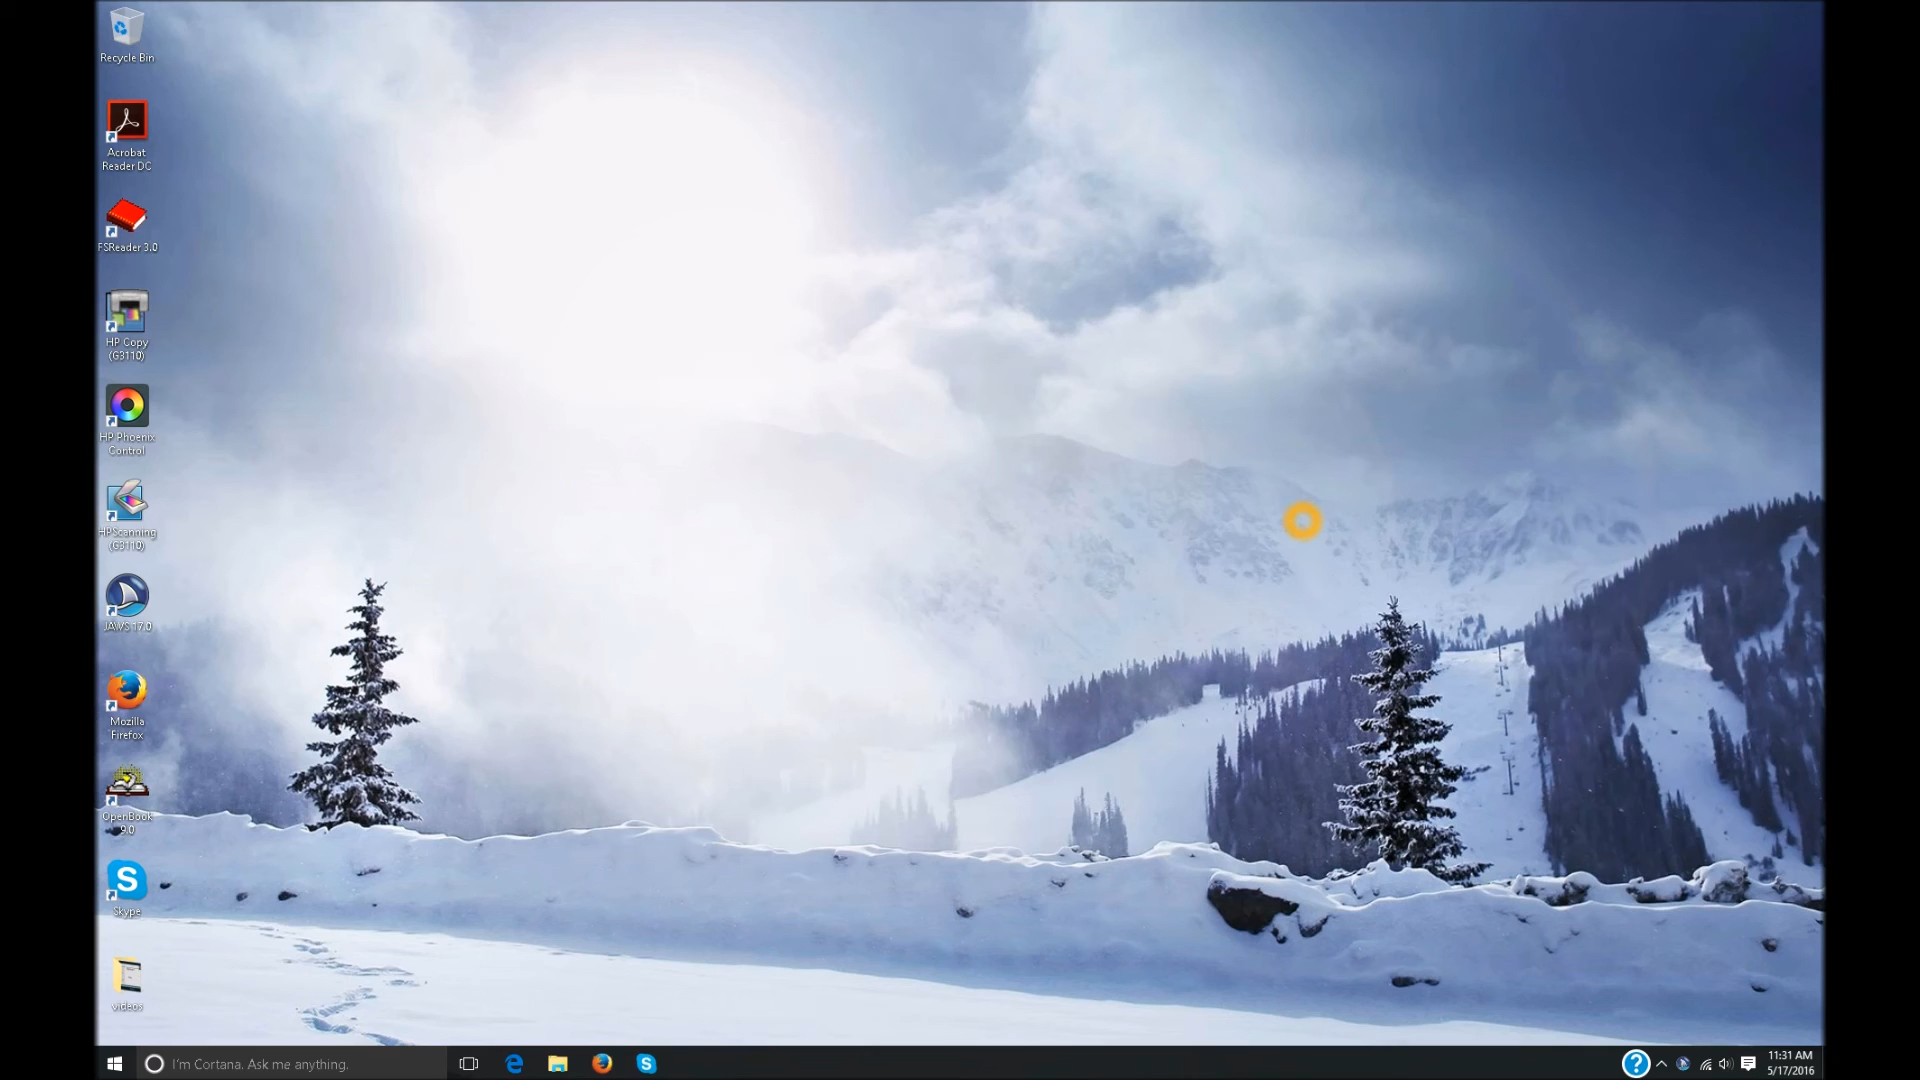 Recycle Bin
Acrobat
Reader DC
FSReader 3.0
HP Copy
(G3110)
HP Phoenix
Control
HPScanning
(G3110)
JAWS 17.0
Mozilla
Firefox
OpenBook
9.0
Skype
videos
I'm Cortana. Ask me anything.
11:31 AM
5/17/2016